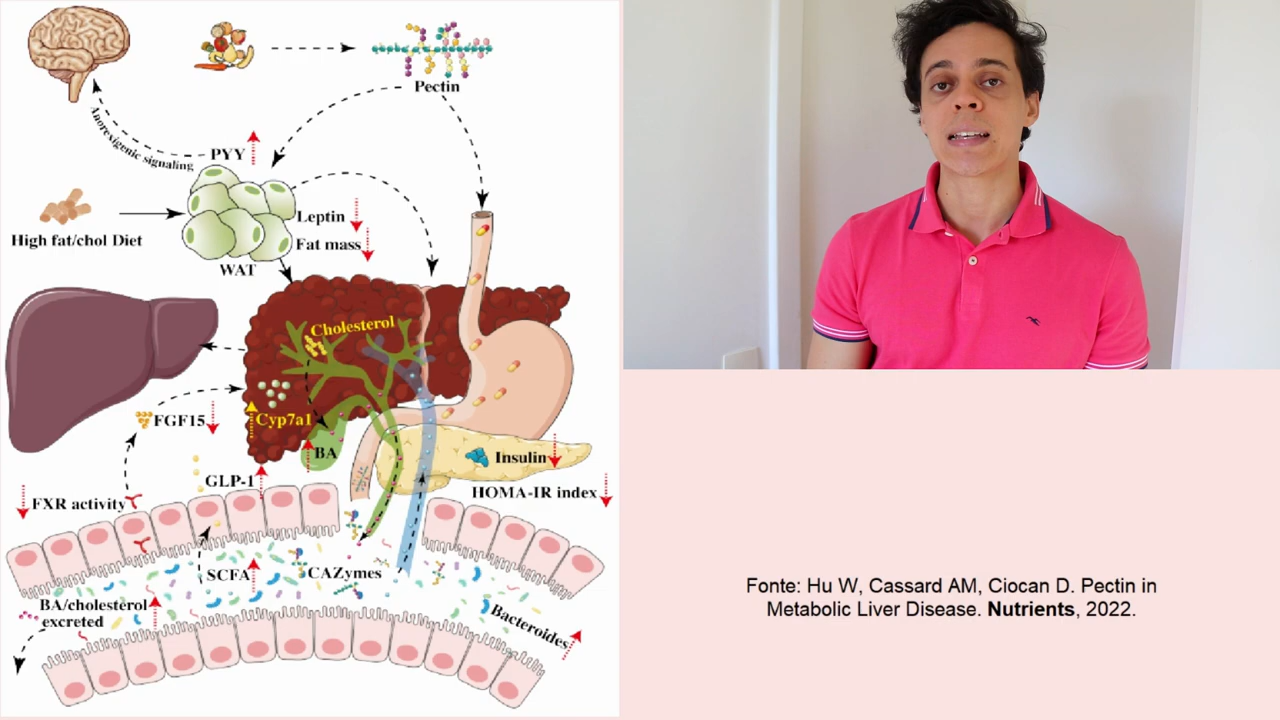 Pectin
Anorexigenic signaling
PYY
Leptin
High fat/chol Diet
Fat mass
WAT
Cholesterol
FGF15
Cyp7a1
BA
Insulin
GLP-1
HOMA-IR index
FXR activity
SCFA
CAZymes
BA/cholesterol
excreted
Bacteroides
Fonte: Hu W, Cassard AM, Ciocan D. Pectin in
Metabolic Liver Disease. Nutrients, 2022.